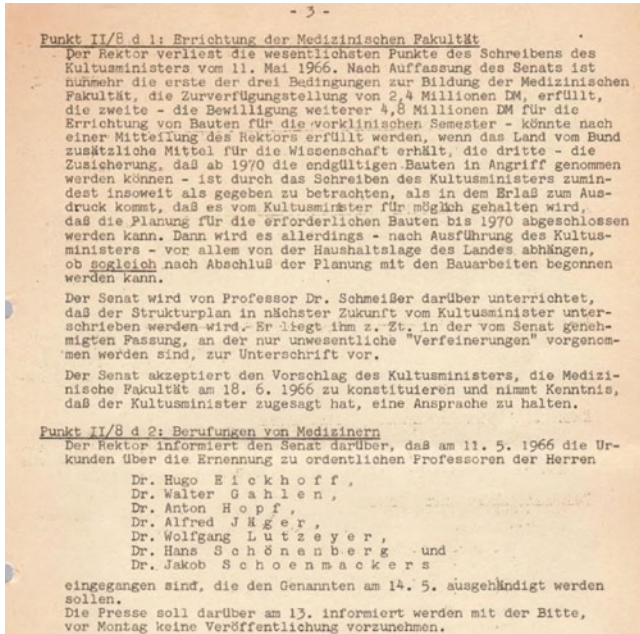 - 3 -
Punkt II/8 d 1: Errichtung der Medizinischen Fakultät
Der Rektor verliest die wesentlichsten Punkte des Schreibens des
Kultusministers vom 11. Mai 1966. Nach Auffassung des Senats ist
nunmehr die erste der drei Bedingungen zur Bildung der Medizinischen
Fakultät, die Zurverfügungstellung von 2,4 Millionen DM, erfüllt,
die zweite - die Bewilligung weiterer 4,8 Millionen DM für die
Errichtung von Bauten für die vorklinischen Semester - könnte nach
einer Mitteilung des Rektors erfüllt werden, wenn das Land vom Bund
zusätzliche Mittel für die Wissenschaft erhält, die dritte - die
Zusicherung, daß ab 1970 die endgültigen Bauten in Angriff genommen
werden können - ist durch das Schreiben des Kultusministers zumin-
dest insoweit als gegeben zu betrachten, als in dem Erlaß zum Aus-
druck kommt, daß es vom Kultusminister für möglich gehalten wird,
daß die Planung für die erforderlichen Bauten bis 1970 abgeschlossen
werden kann. Dann wird es allerdings - nach Ausführung des Kultus-
ministers - vor allem von der Haushaltslage des Landes abhängen,
ob sogleich nach Abschluß der Planung mit den Bauarbeiten begonnen
werden kann.
Der Senat wird von Professor Dr. Schmeißer darüber unterrichtet,
daß der Strukturplan in nächster Zukunft vom Kultusminister unter-
schrieben werden wird. Er liegt ihm z. Zt. in der vom Senat geneh-
migten Fassung, an der nur unwesentliche "Verfeinerungen" vorgenom-
men werden sind, zur Unterschrift vor.
Der Senat akzeptiert den Vorschlag des Kultusministers, die Medizi-
nische Fakultät am 18. 6. 1966 zu konstituieren und nimmt Kenntnis,
daß der Kultusminister zugesagt hat, eine Ansprache zu halten.
Punkt II/8 d 2: Berufungen von Medizinern
Der Rektor informiert den Senat darüber, daß am 11. 5. 1966 die Ur-
kunden über die Ernennung zu ordentlichen Professoren der Herren
Dr. Hugo E i c k h o f f ,
Dr. Walter G a h l e n ,
Dr. Anton H o p f ,
Dr. Alfred J ä g e r ,
Dr. Wolfgang L u t z e y e r ,
Dr. Hans S c h ö n e n b e r g und
Dr. Jakob S c h o e n m a c k e r s
eingegangen sind, die den Genannten am 14. 5. ausgehändigt werden
sollen.
Die Presse soll darüber am 13. informiert werden mit der Bitte,
vor Montag keine Veröffentlichung vorzunehmen.